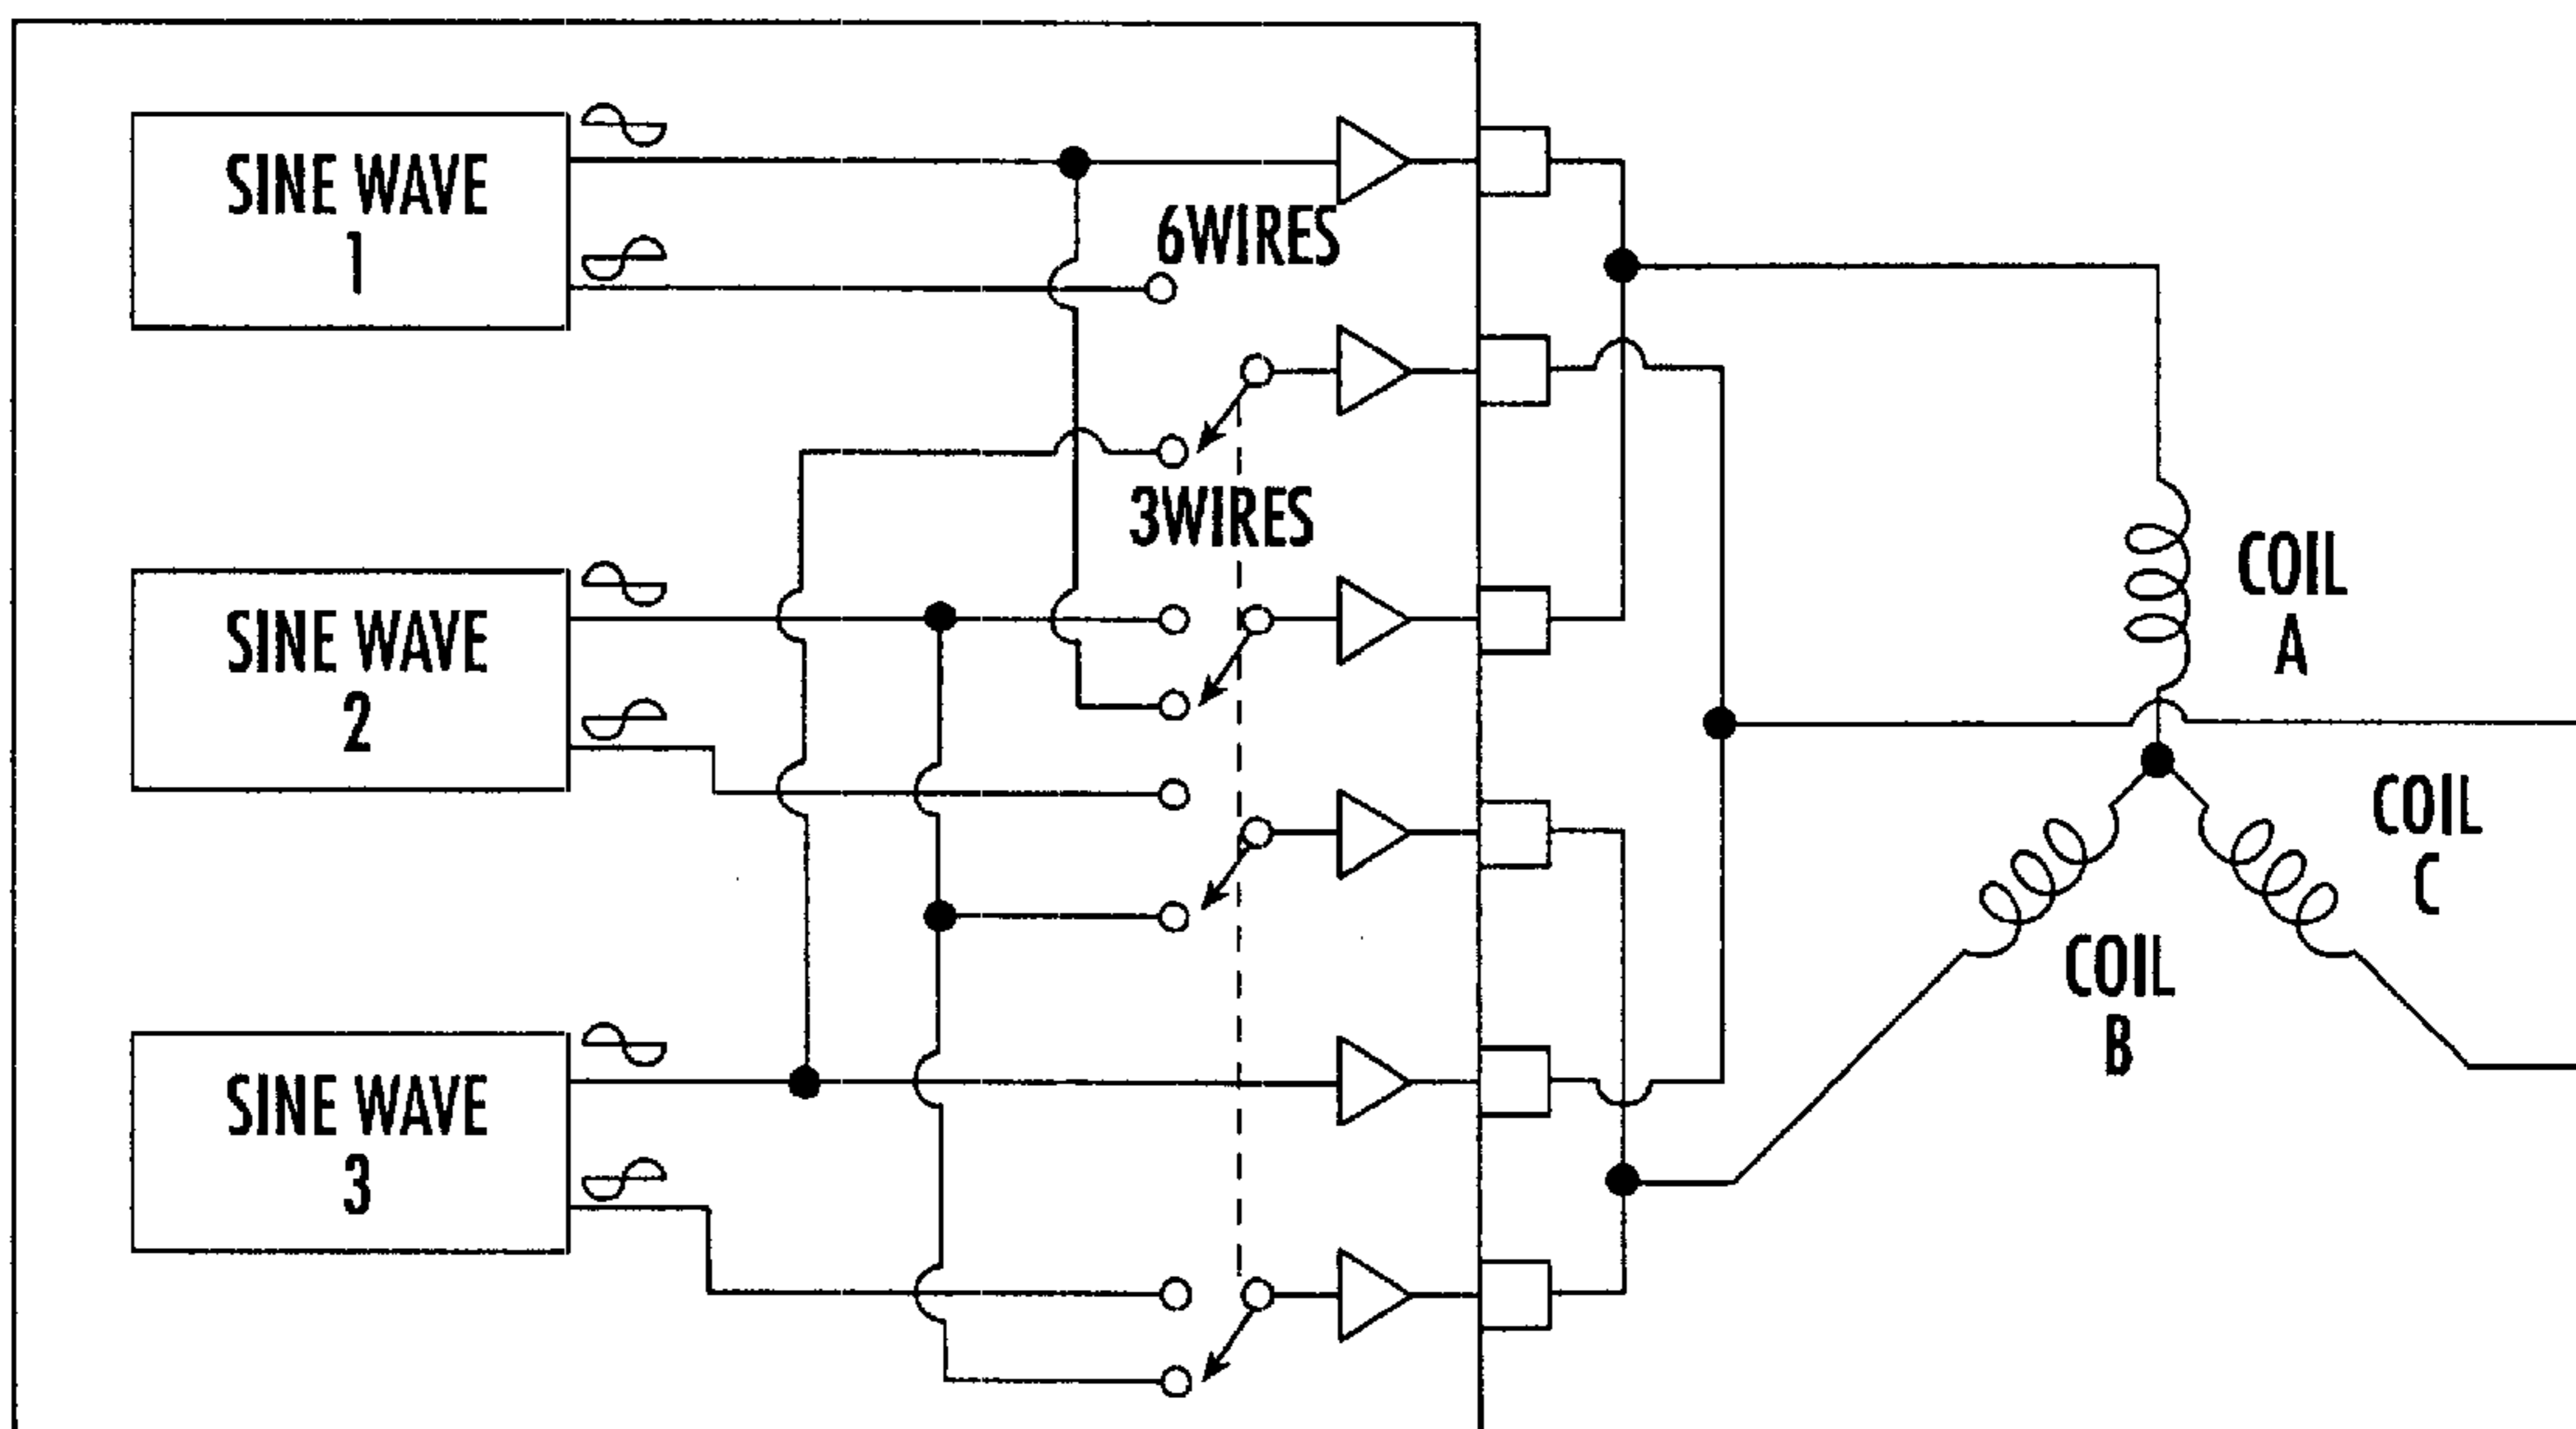 SINE WAVE
1
6WIRES
3WIRES
SINE WAVE
2
COIL
A
COIL
C
COIL
B
SINE WAVE
3